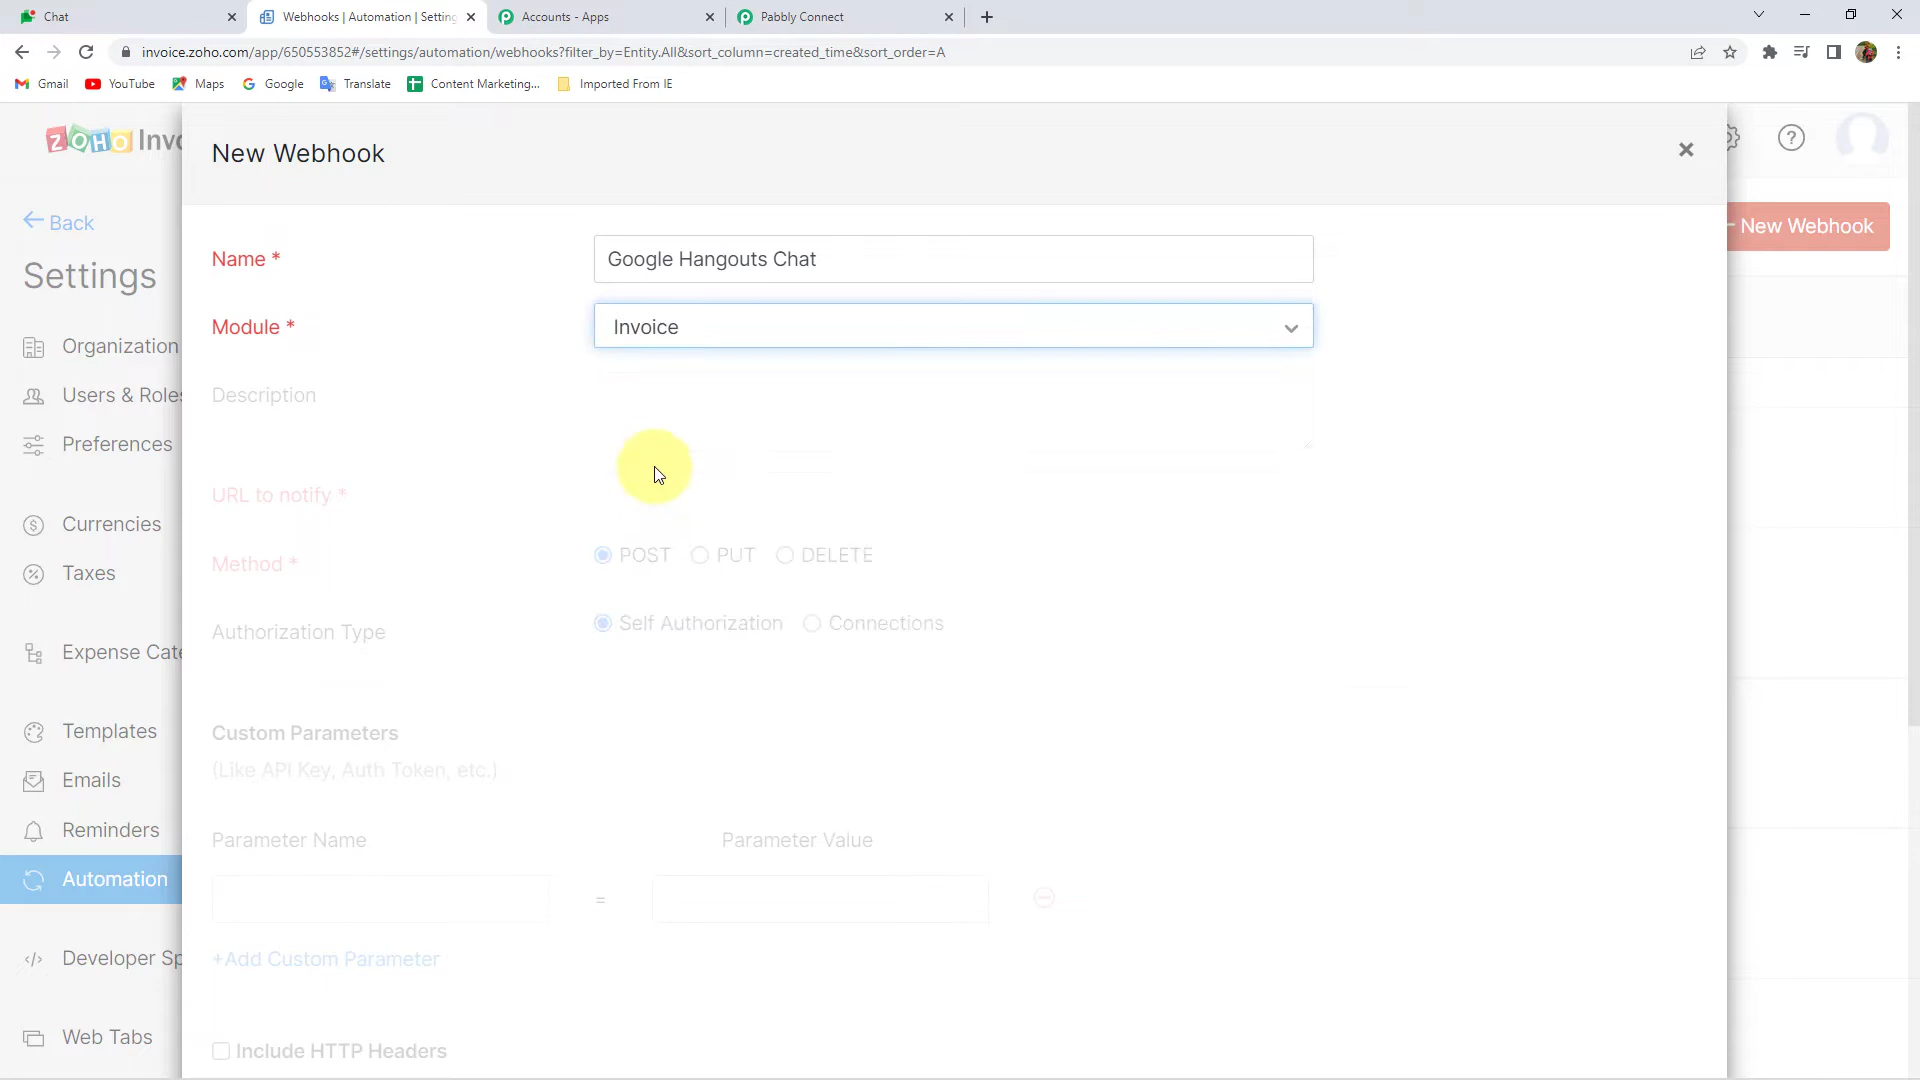 Chat
Webhooks | Automation | Setting
Accounts - Apps
Pabbly Connect
invoice.zoho.com/app/650553852#/settings/automation/webhooks?filter_by=Entity.All&sort_column=created_time&sort_order=A
Gmail
YouTube
Maps
Google
Translate
Content Marketing...
Imported From IE
ZOHO Invo
New Webhook
Back
New Webhook
Settings
Name *
Google Hangouts Chat
Module *
Invoice
Organization
Description
Users & Roles
Preferences
URL to notify *
Currencies
Method *
POST PUT DELETE
Taxes
Authorization Type
Self Authorization Connections
Expense Cate
Custom Parameters
Templates
(Like API Key, Auth Token, etc.)
Emails
Reminders
Parameter Name
Parameter Value
Automation
=
Developer Sp
+Add Custom Parameter
Web Tabs
Include HTTP Headers